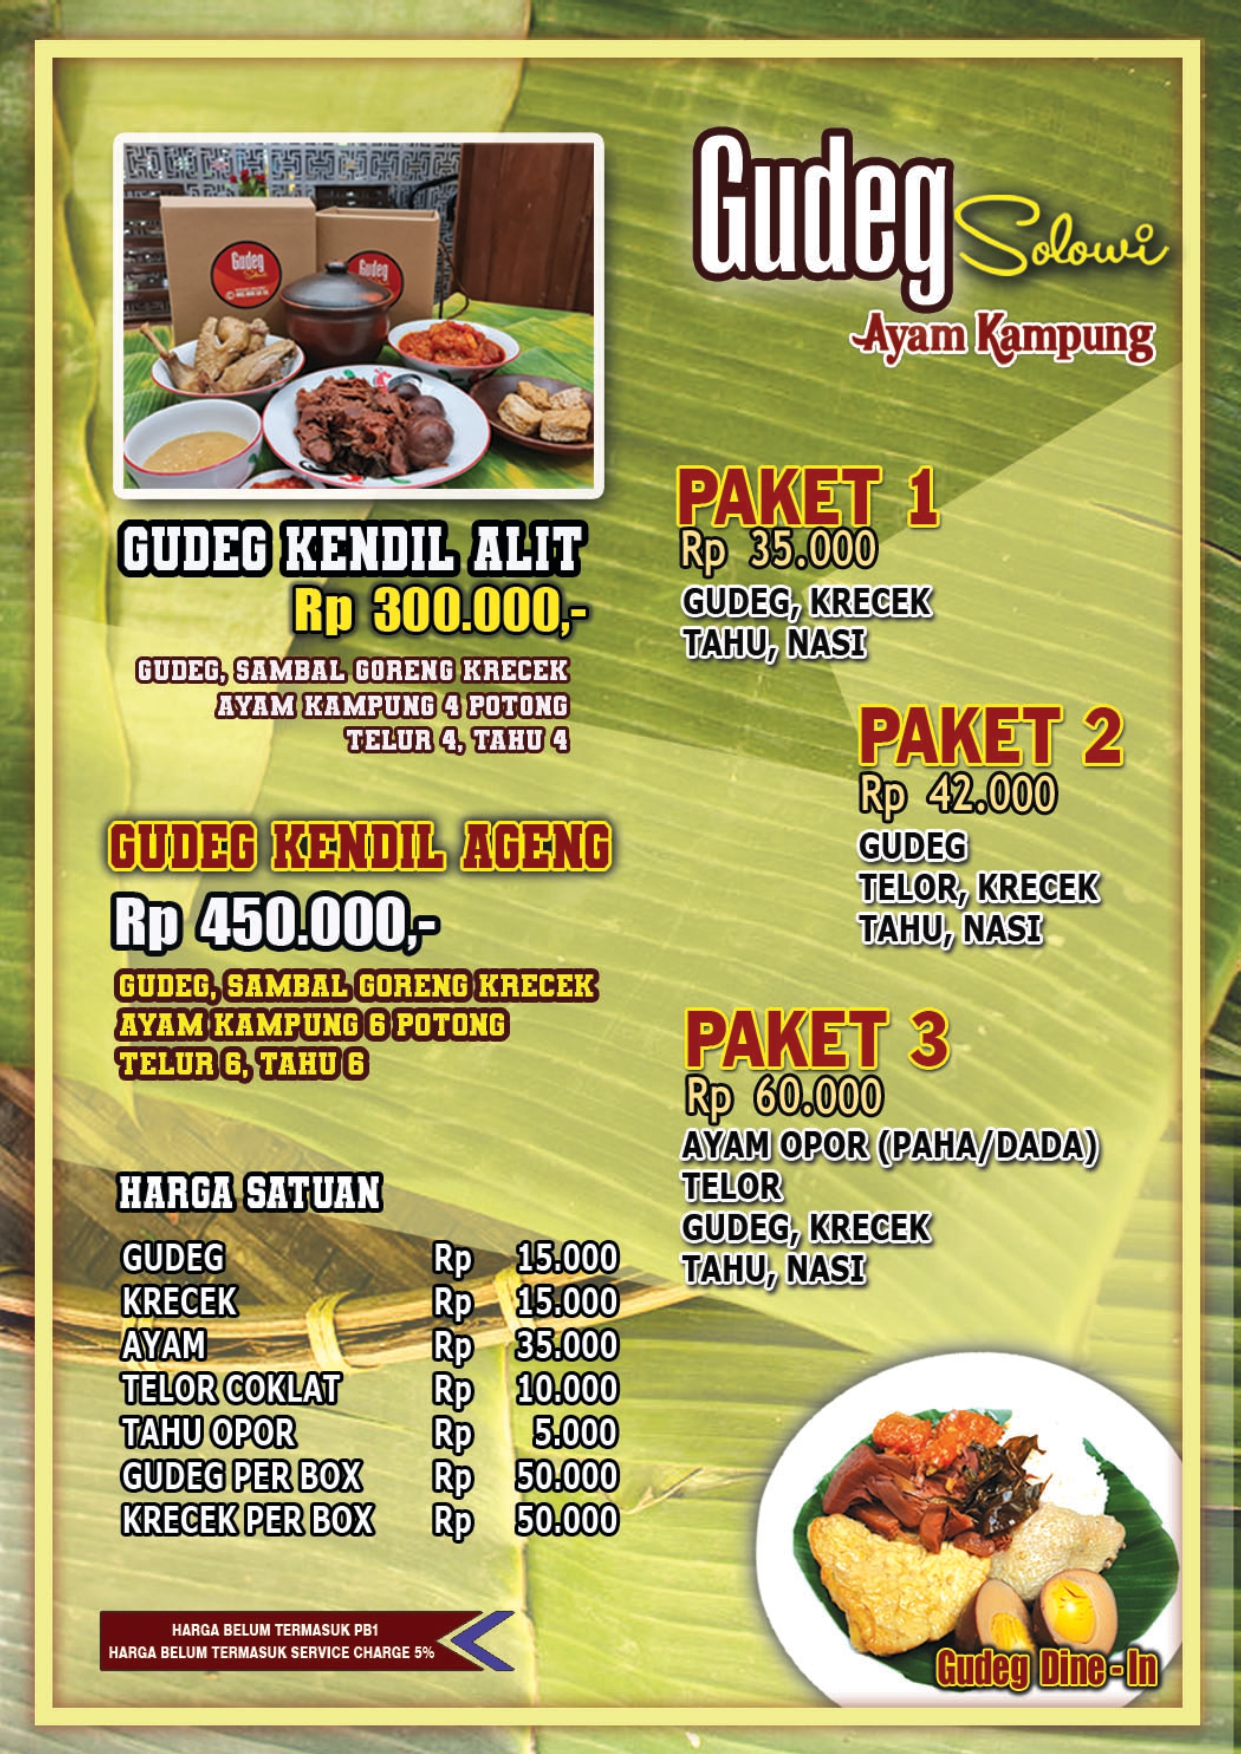 Gudeg Solowi
Ayam Kampung
Gudeg
Gudeg
GUDEG KENDIL ALIT
Rp 300.000,-
GUDEG, SAMBAL GORENG KRECEK
AYAM KAMPUNG 4 POTONG
TELUR 4, TAHU 4
GUDEG KENDIL AGENG
Rp 450.000,-
GUDEG, SAMBAL GORENG KRECEK
AYAM KAMPUNG 6 POTONG
TELUR 6, TAHU 6
HARGA SATUAN
GUDEG Rp 15.000
KRECEK Rp 15.000
AYAM Rp 35.000
TELOR COKLAT Rp 10.000
TAHU OPOR Rp 5.000
GUDEG PER BOX Rp 50.000
KRECEK PER BOX Rp 50.000
HARGA BELUM TERMASUK PB1
HARGA BELUM TERMASUK SERVICE CHARGE 5%
PAKET 1
Rp 35.000
GUDEG, KRECEK
TAHU, NASI
PAKET 2
Rp 42.000
GUDEG
TELOR, KRECEK
TAHU, NASI
PAKET 3
Rp 60.000
AYAM OPOR (PAHA/DADA)
TELOR
GUDEG, KRECEK
TAHU, NASI
Gudeg Dine-In